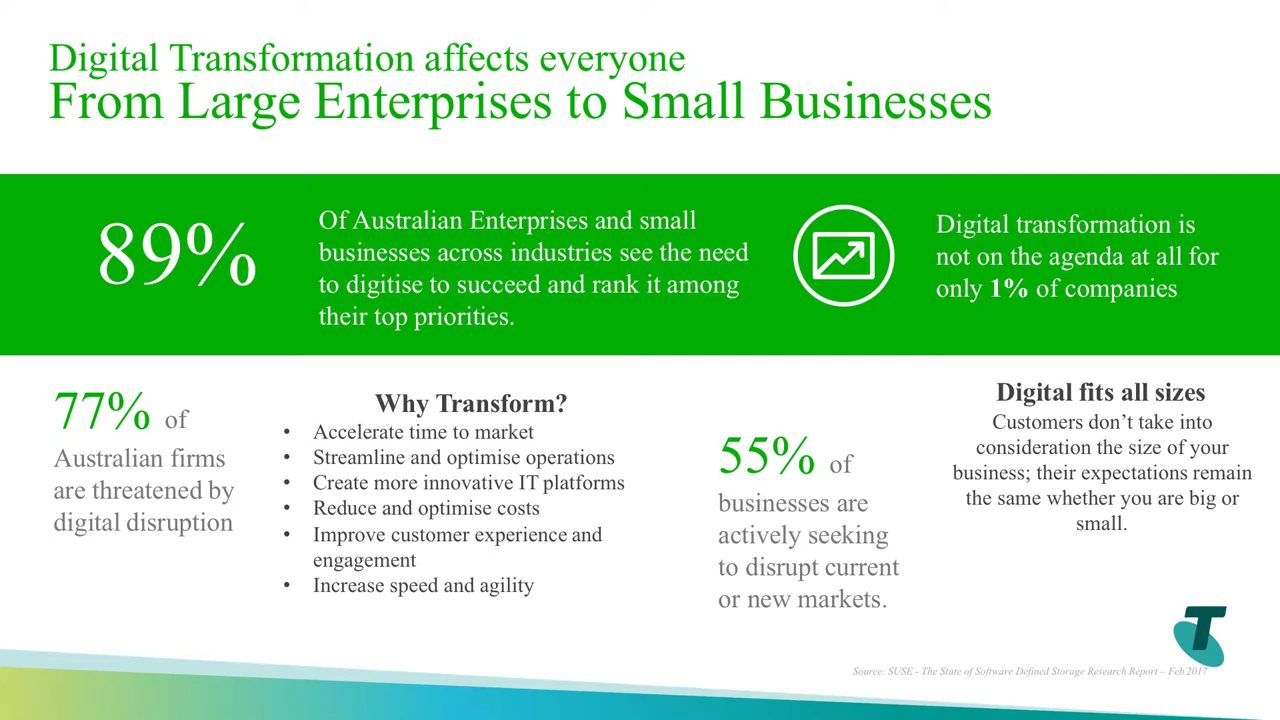 Digital Transformation affects everyone
From Large Enterprises to Small Businesses
89%
Of Australian Enterprises and small
businesses across industries see the need
to digitise to succeed and rank it among
their top priorities.
Digital transformation is
not on the agenda at all for
only 1% of companies
77% of
Australian firms
are threatened by
digital disruption
Why Transform?
• Accelerate time to market
• Streamline and optimise operations
• Create more innovative IT platforms
• Reduce and optimise costs
• Improve customer experience and
engagement
• Increase speed and agility
55% of
businesses are
actively seeking
to disrupt current
or new markets.
Digital fits all sizes
Customers don’t take into
consideration the size of your
business; their expectations remain
the same whether you are big or
small.
T
Source: SUSE - The State of Software Defined Storage Research Report – Feb 2017